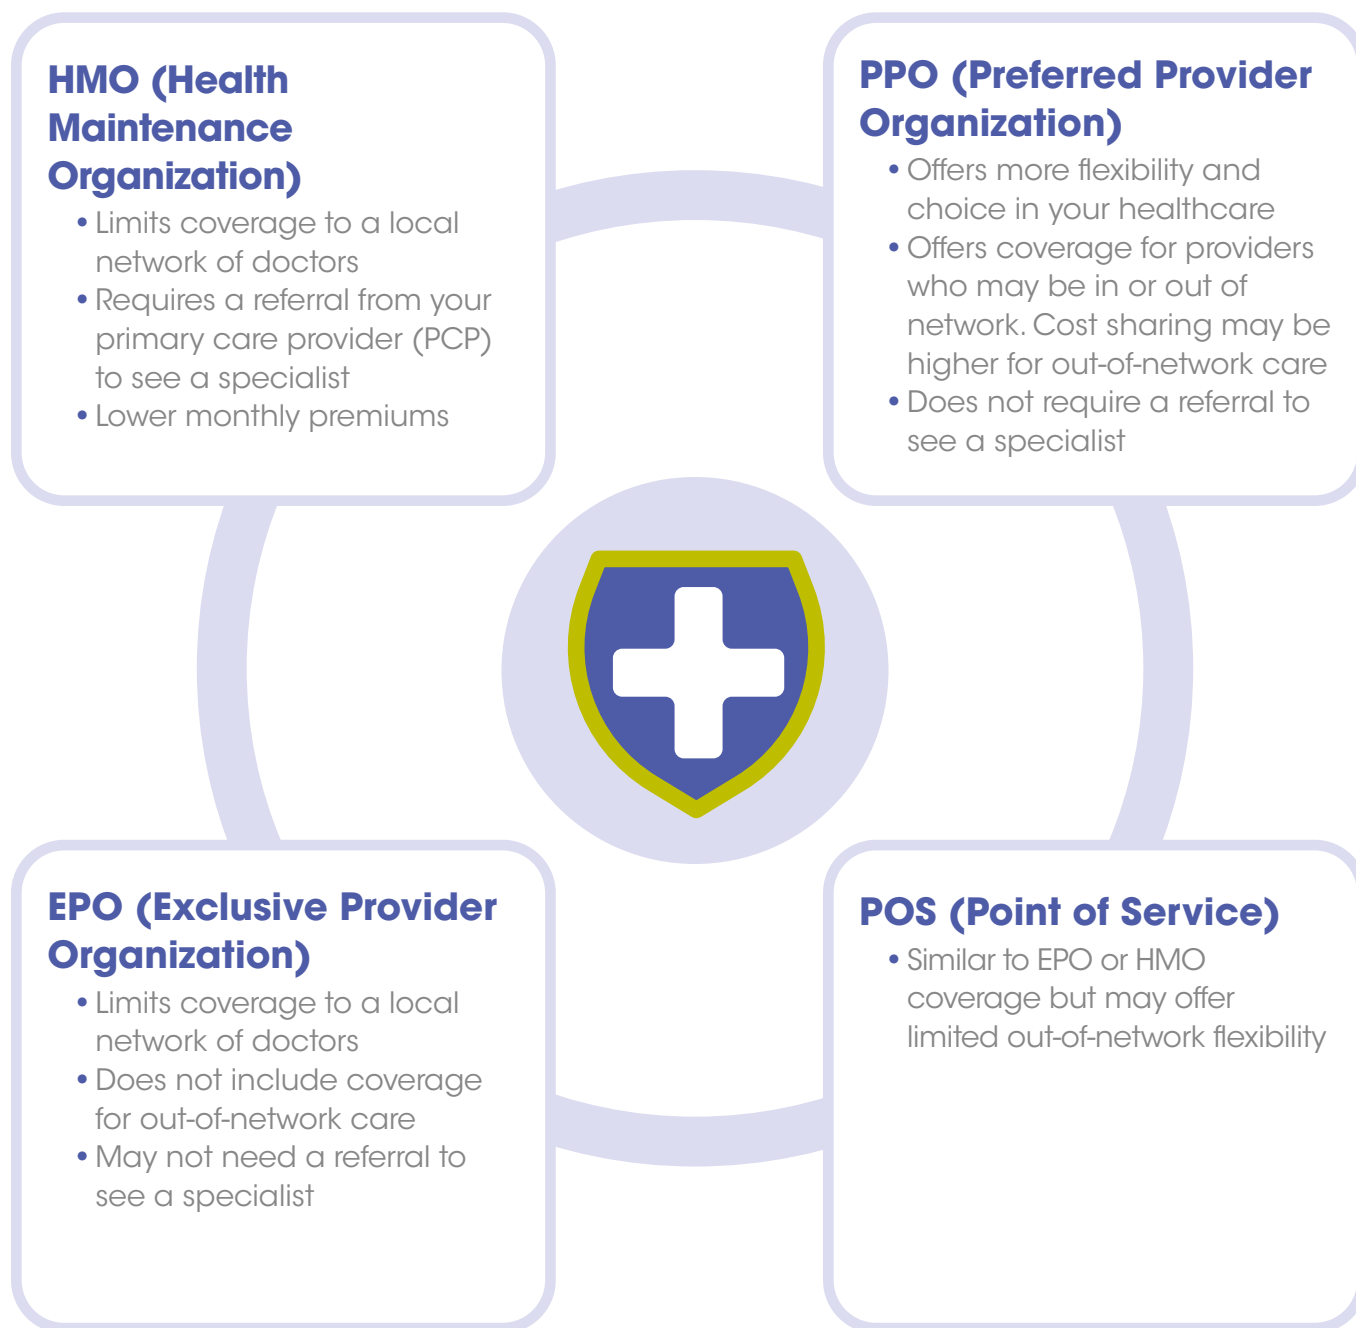 HMO (Health
Maintenance
Organization)
• Limits coverage to a local
network of doctors
• Requires a referral from your
primary care provider (PCP)
to see a specialist
• Lower monthly premiums
PPO (Preferred Provider
Organization)
• Offers more flexibility and
choice in your healthcare
• Offers coverage for providers
who may be in or out of
network. Cost sharing may be
higher for out-of-network care
• Does not require a referral to
see a specialist
EPO (Exclusive Provider
Organization)
• Limits coverage to a local
network of doctors
• Does not include coverage
for out-of-network care
• May not need a referral to
see a specialist
POS (Point of Service)
• Similar to EPO or HMO
coverage but may offer
limited out-of-network flexibility